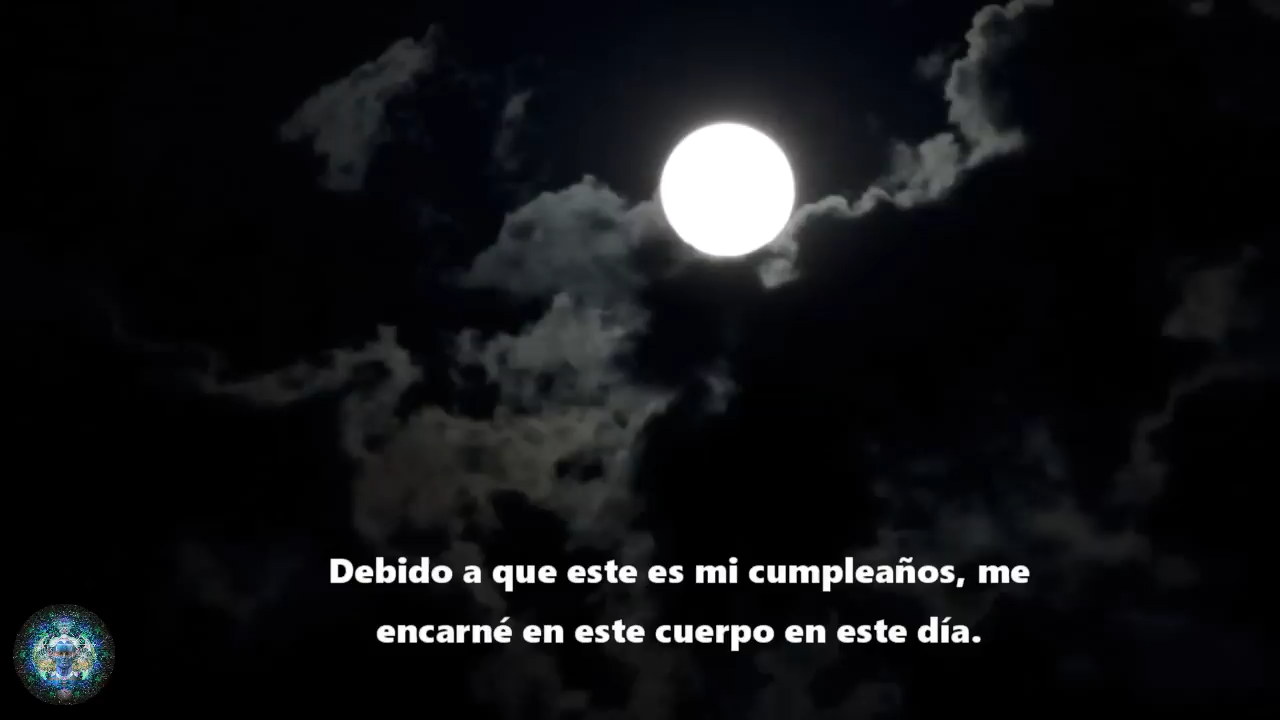 Debido a que este es mi cumpleaños, me
encarné en este cuerpo en este día.